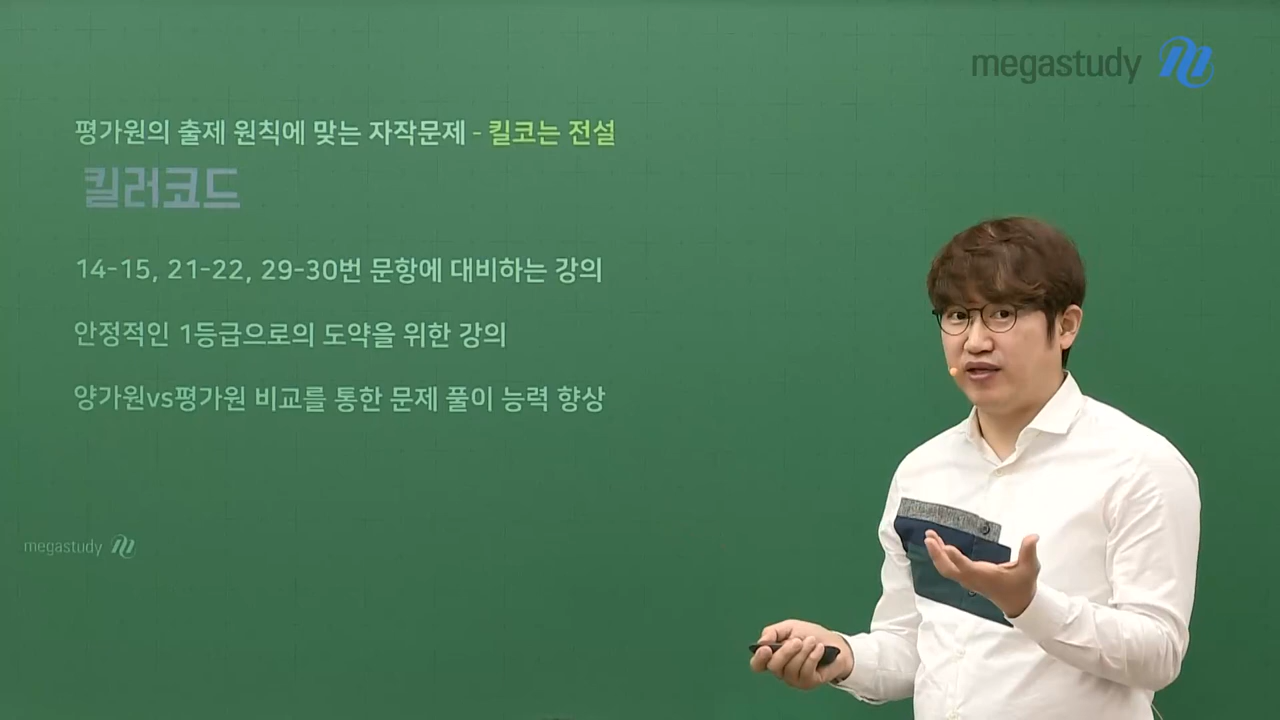 megastudy
평가원의 출제 원칙에 맞는 자작문제 - 킬코는 전설
킬러코드
14-15, 21-22, 29-30번 문항에 대비하는 강의
안정적인 1등급으로의 도약을 위한 강의
양가원vs평가원 비교를 통한 문제 풀이 능력 향상
megastudy